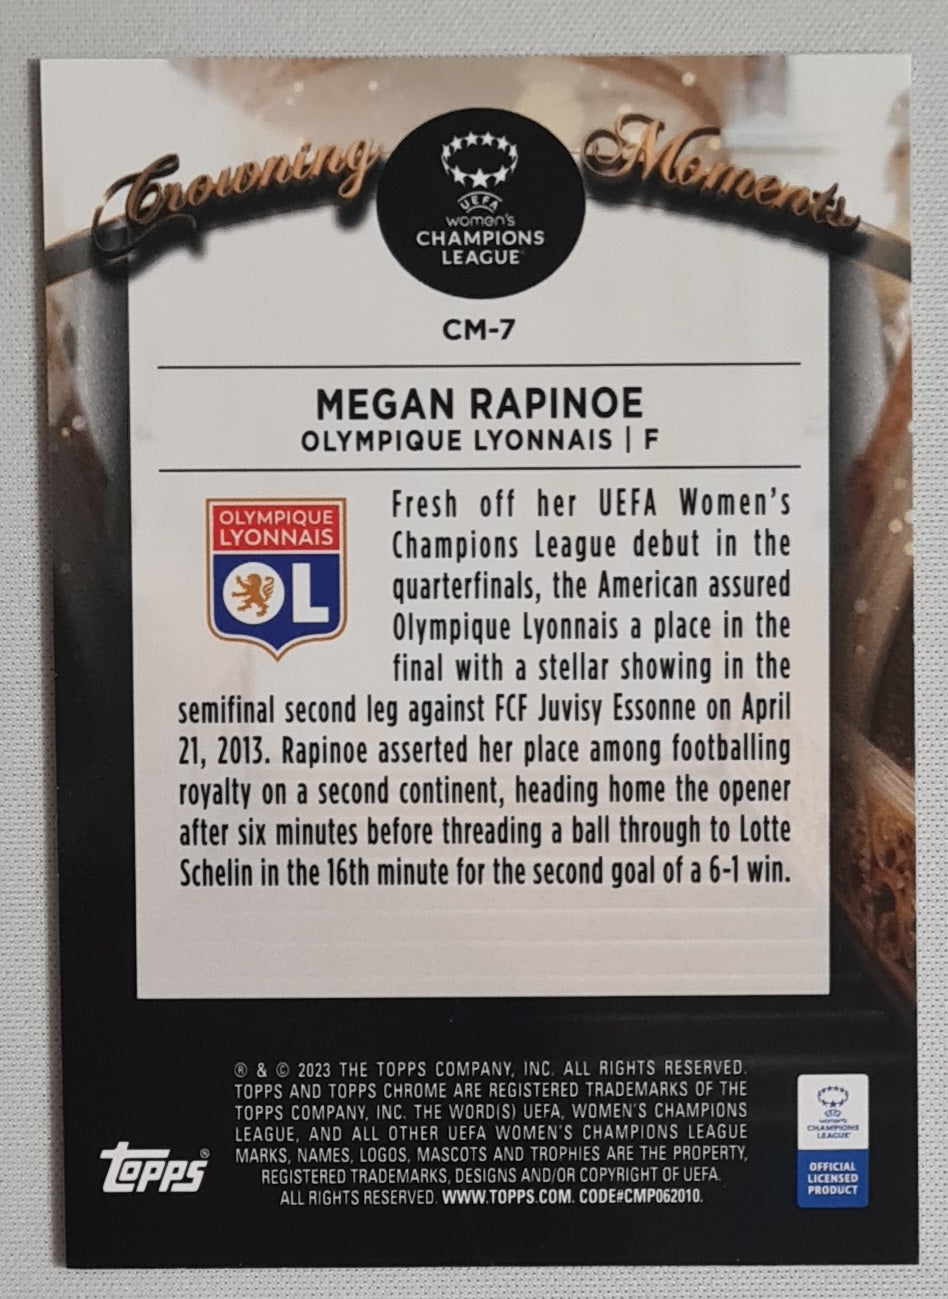 Crowning Moments
UEFA
women's
CHAMPIONS
LEAGUE
CM-7
MEGAN RAPINOE
OLYMPIQUE LYONNAIS | F
OLYMPIQUE
LYONNAIS
OL
Fresh off her UEFA Women's
Champions League debut in the
quarterfinals, the American assured
Olympique Lyonnais a place in the
final with a stellar showing in the
semifinal second leg against FCF Juvisy Essonne on April
21, 2013. Rapinoe asserted her place among footballing
royalty on a second continent, heading home the opener
after six minutes before threading a ball through to Lotte
Schelin in the 16th minute for the second goal of a 6-1 win.
® & © 2023 THE TOPPS COMPANY, INC. ALL RIGHTS RESERVED.
TOPPS AND TOPPS CHROME ARE REGISTERED TRADEMARKS OF THE
TOPPS COMPANY, INC. THE WORD(S) UEFA, WOMEN'S CHAMPIONS
LEAGUE, AND ALL OTHER UEFA WOMEN'S CHAMPIONS LEAGUE
MARKS, NAMES, LOGOS, MASCOTS AND TROPHIES ARE THE PROPERTY,
REGISTERED TRADEMARKS, DESIGNS AND/OR COPYRIGHT OF UEFA.
ALL RIGHTS RESERVED. WWW.TOPPS.COM. CODE#CMP062010.
Topps®
women's
CHAMPIONS
LEAGUE
OFFICIAL
LICENSED
PRODUCT